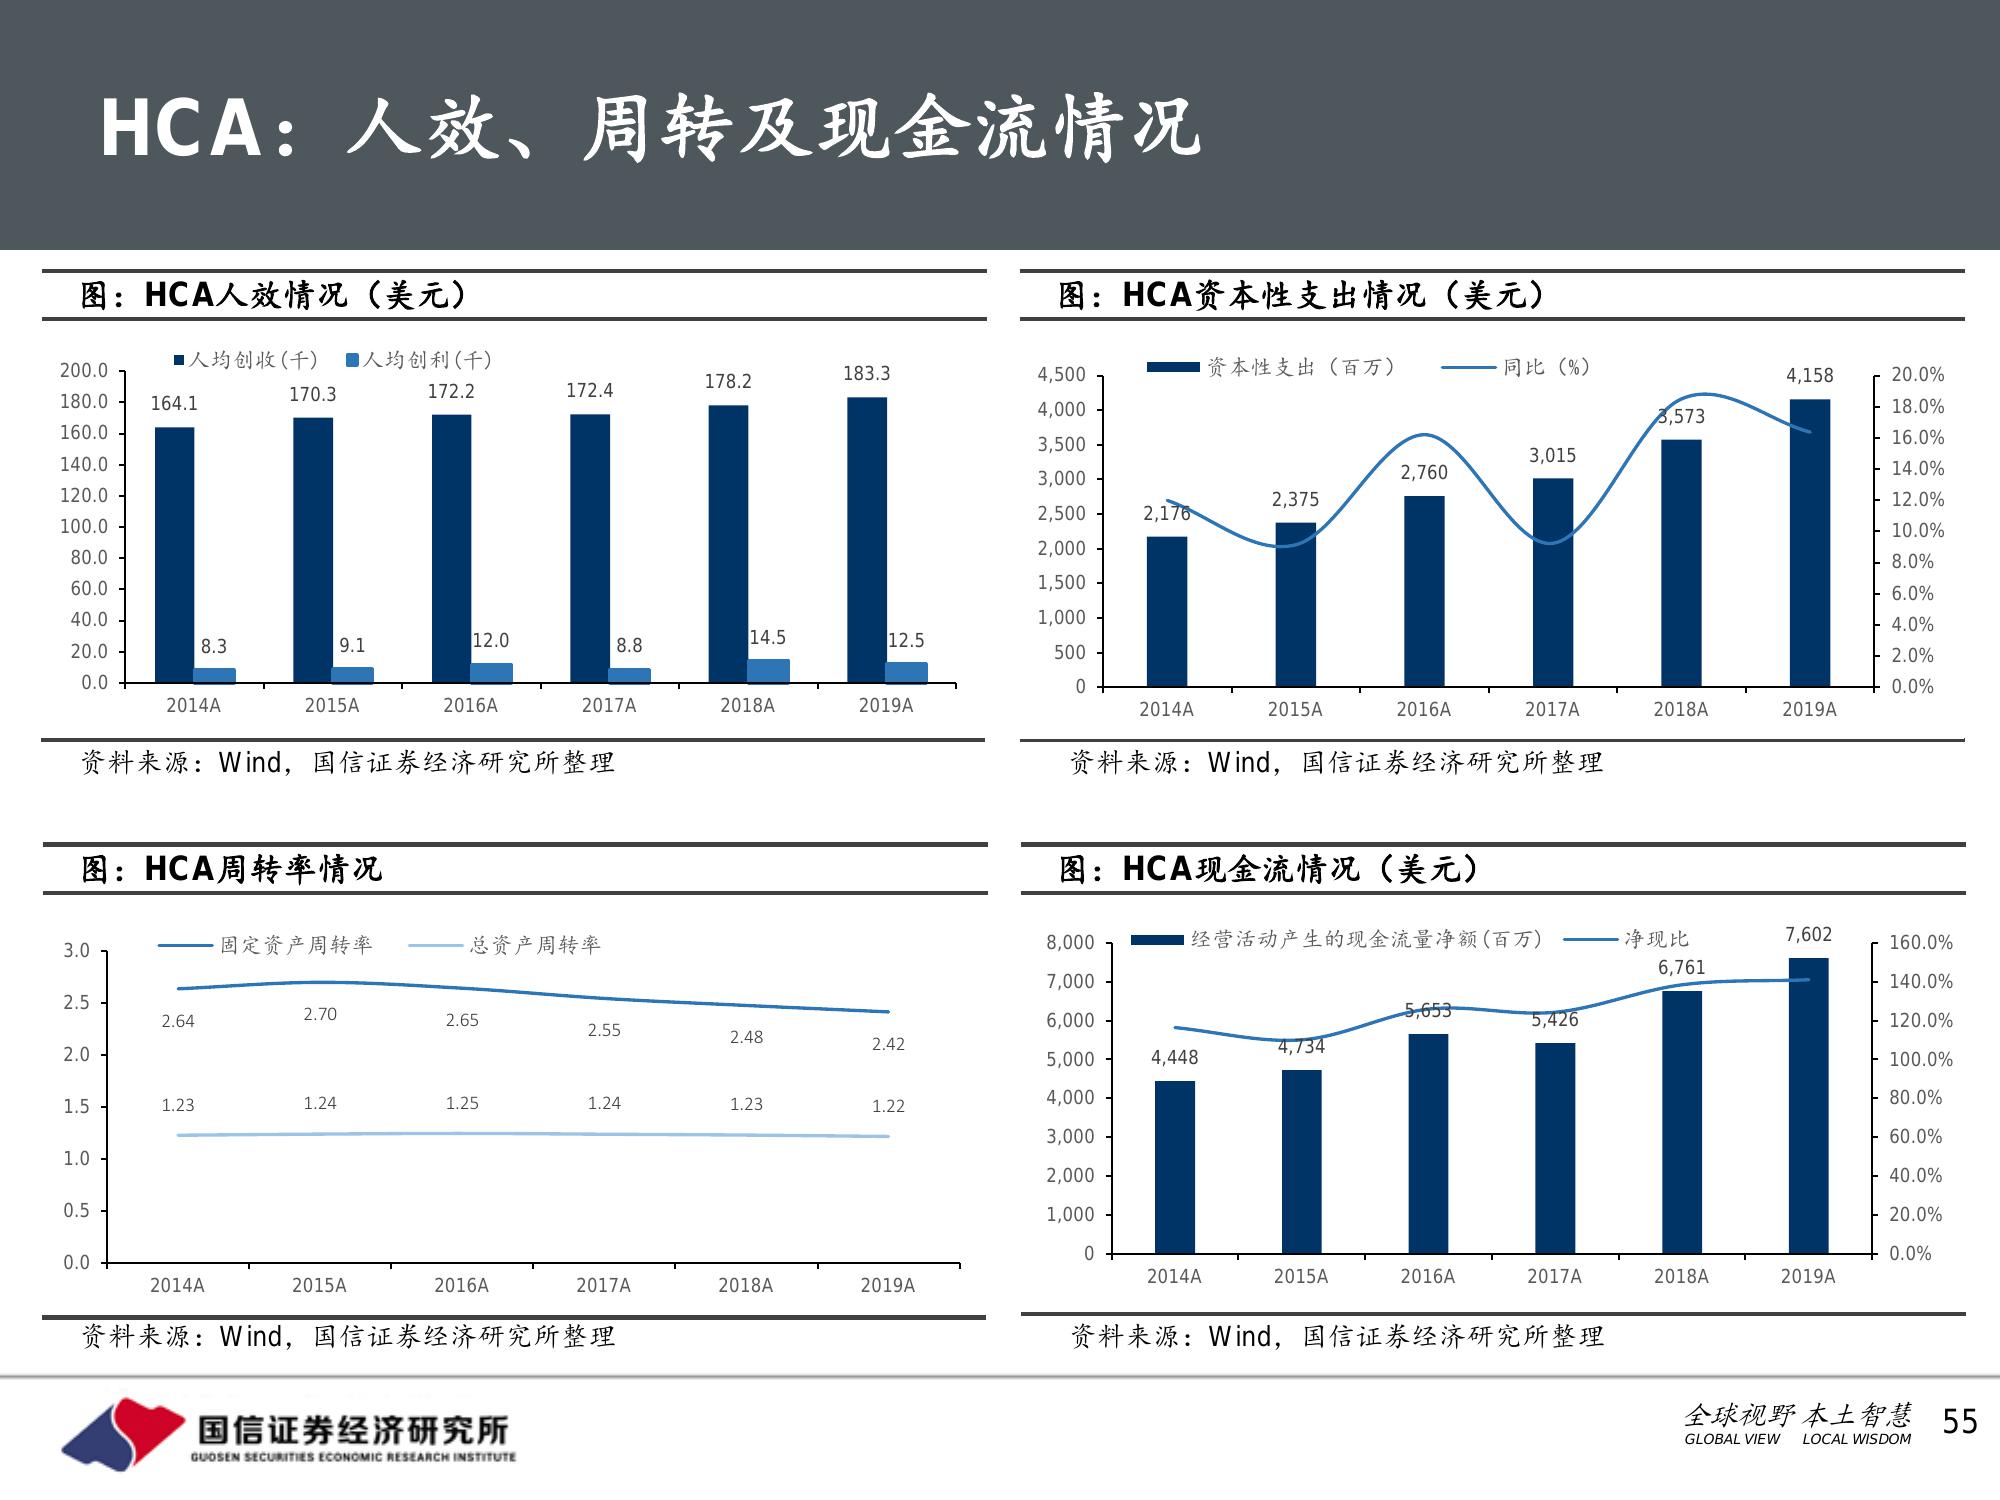 HCA：人效、周转及现金流情况
图：HCA人效情况（美元）
人均创收(千) 人均创利(千)
200.0
180.0
160.0
140.0
120.0
100.0
80.0
60.0
40.0
20.0
0.0
164.1 170.3 172.2 172.4 178.2 183.3
8.3 9.1 12.0 8.8 14.5 12.5
2014A 2015A 2016A 2017A 2018A 2019A
资料来源：Wind，国信证券经济研究所整理
图：HCA资本性支出情况（美元）
资本性支出（百万） 同比（%）
4,500
4,000
3,500
3,000
2,500
2,000
1,500
1,000
500
0
2,176 2,375 2,760 3,015 3,573 4,158
20.0%
18.0%
16.0%
14.0%
12.0%
10.0%
8.0%
6.0%
4.0%
2.0%
0.0%
2014A 2015A 2016A 2017A 2018A 2019A
资料来源：Wind，国信证券经济研究所整理
图：HCA周转率情况
固定资产周转率 总资产周转率
3.0
2.5
2.0
1.5
1.0
0.5
0.0
2.64 2.70 2.65 2.55 2.48 2.42
1.23 1.24 1.25 1.24 1.23 1.22
2014A 2015A 2016A 2017A 2018A 2019A
资料来源：Wind，国信证券经济研究所整理
图：HCA现金流情况（美元）
经营活动产生的现金流量净额(百万) 净现比
8,000
7,000
6,000
5,000
4,000
3,000
2,000
1,000
0
4,448 4,734 5,653 5,426 6,761 7,602
160.0%
140.0%
120.0%
100.0%
80.0%
60.0%
40.0%
20.0%
0.0%
2014A 2015A 2016A 2017A 2018A 2019A
资料来源：Wind，国信证券经济研究所整理
国信证券经济研究所
GUOSEN SECURITIES ECONOMIC RESEARCH INSTITUTE
全球视野 本土智慧
GLOBAL VIEW LOCAL WISDOM
55